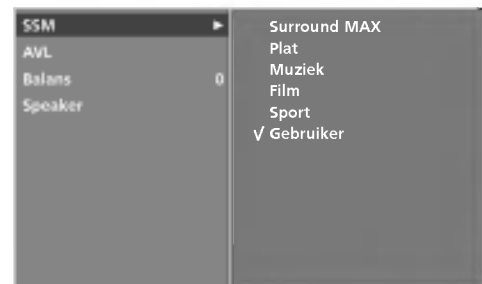 SSM ▶
AVL
Balans 0
Speaker
Surround MAX
Plat
Muziek
Film
Sport
√ Gebruiker